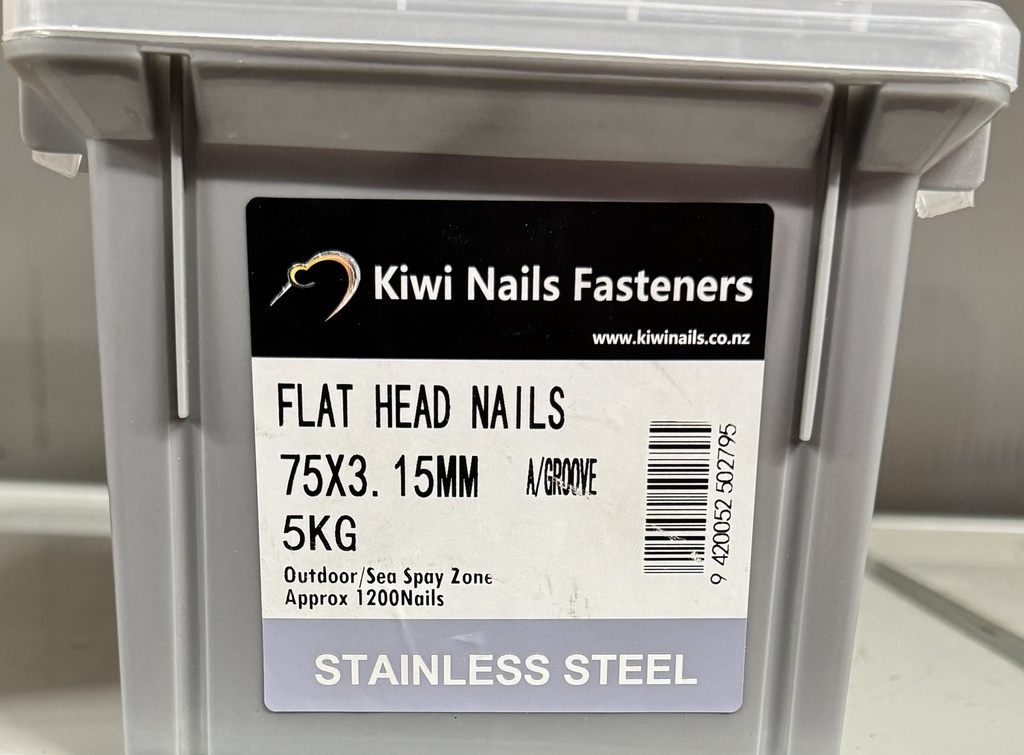 Kiwi Nails Fasteners
www.kiwinails.co.nz
FLAT HEAD NAILS
75X3. 15MM A/GROOVE
5KG
Outdoor/Sea Spay Zone
Approx 1200Nails
9 420052 502795
STAINLESS STEEL